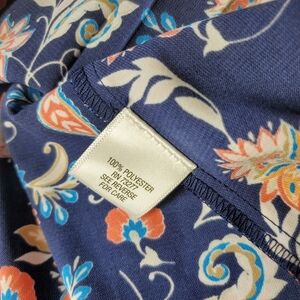 100% POLYESTER
RN 73277
SEE REVERSE
FOR CARE